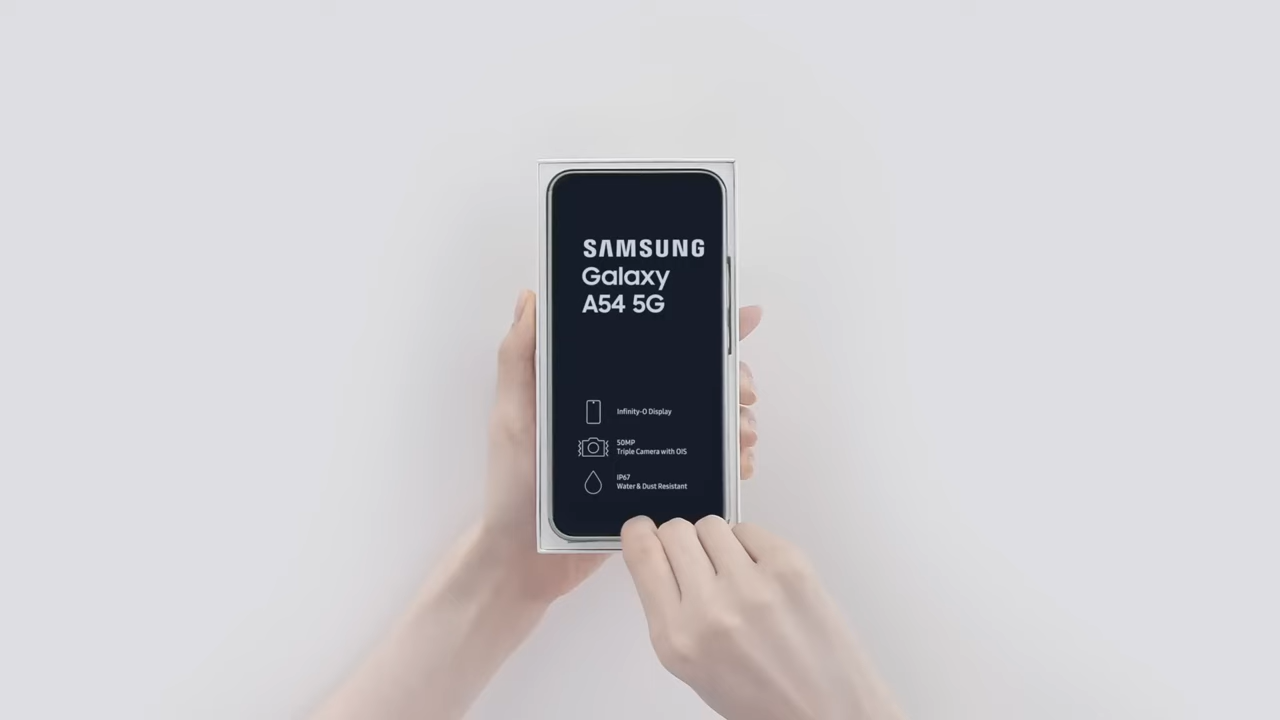 SAMSUNG
Galaxy
A54 5G
Infinity-O Display
50MP
Triple Camera with OIS
IP67
Water & Dust Resistant